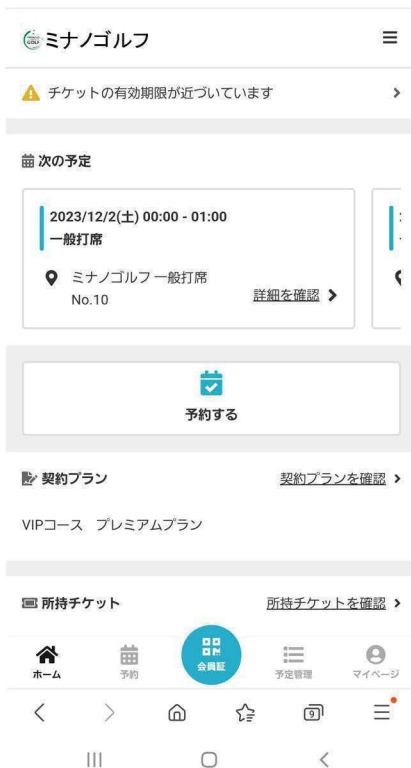 ミナノゴルフ
チケットの有効期限が近づいています
次の予定
2023/12/2(土) 00:00 - 01:00
一般打席
ミナノゴルフ 一般打席
No.10
詳細を確認
予約する
契約プラン
契約プランを確認
VIPコース プレミアムプラン
所持チケット
所持チケットを確認
ホーム
予約
会員証
予定管理
マイページ
9